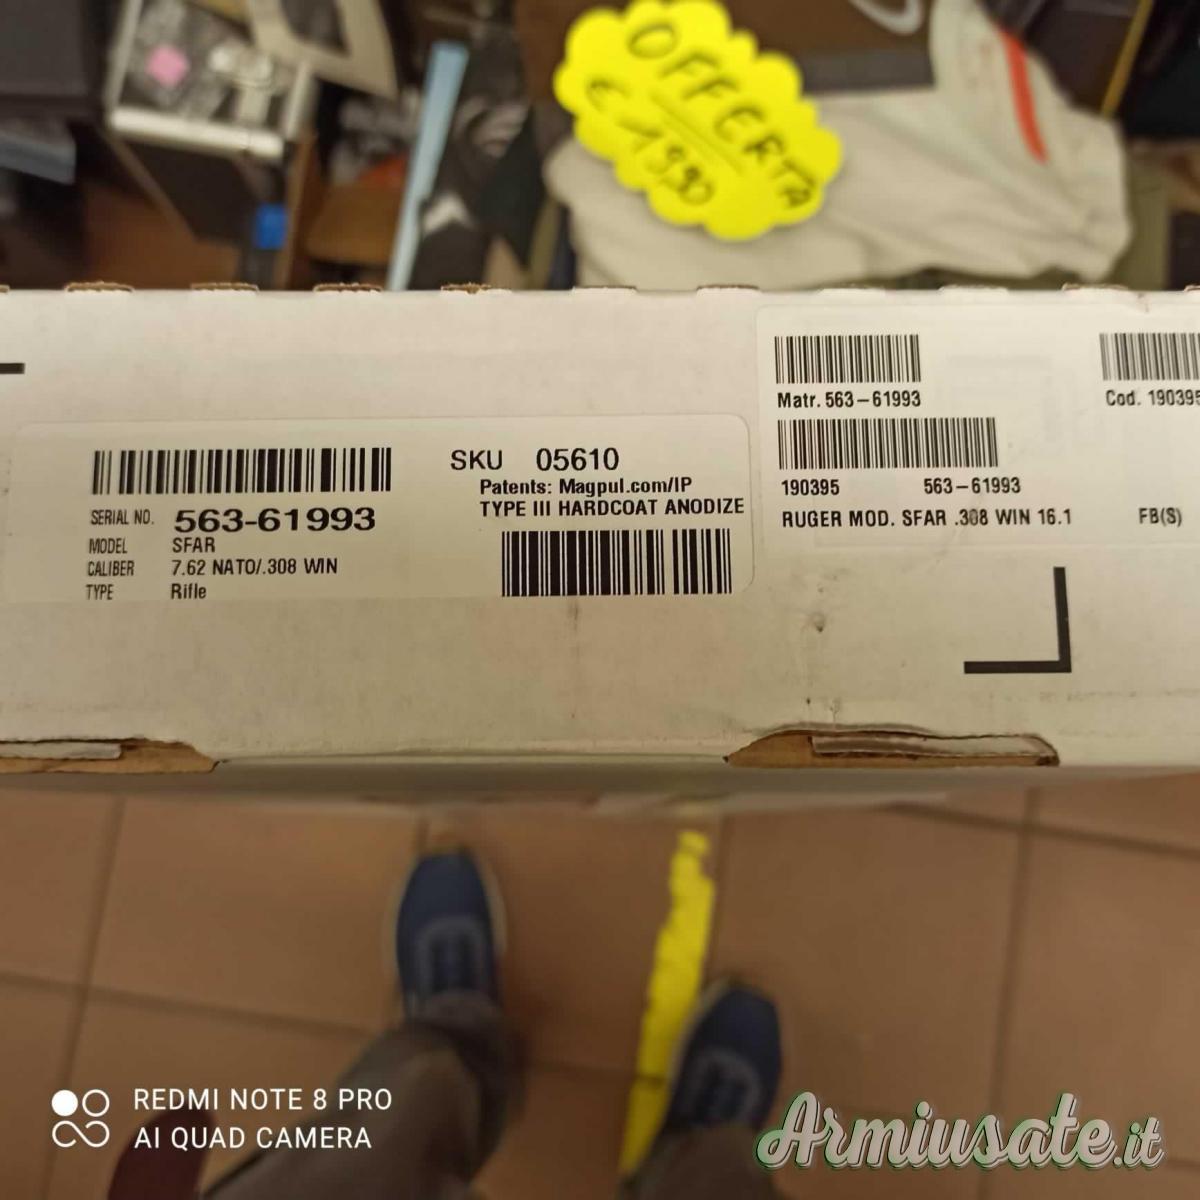 OFFERTA
€ 19,90
Matr. 563-61993
Cod. 190395
190395 563-61993
RUGER MOD. SFAR .308 WIN 16.1 FB(S)
SKU 05610
Patents: Magpul.com/IP
TYPE III HARDCOAT ANODIZE
SERIAL NO. 563-61993
MODEL SFAR
CALIBER 7.62 NATO/.308 WIN
TYPE Rifle
REDMI NOTE 8 PRO
AI QUAD CAMERA
Armiusate.it